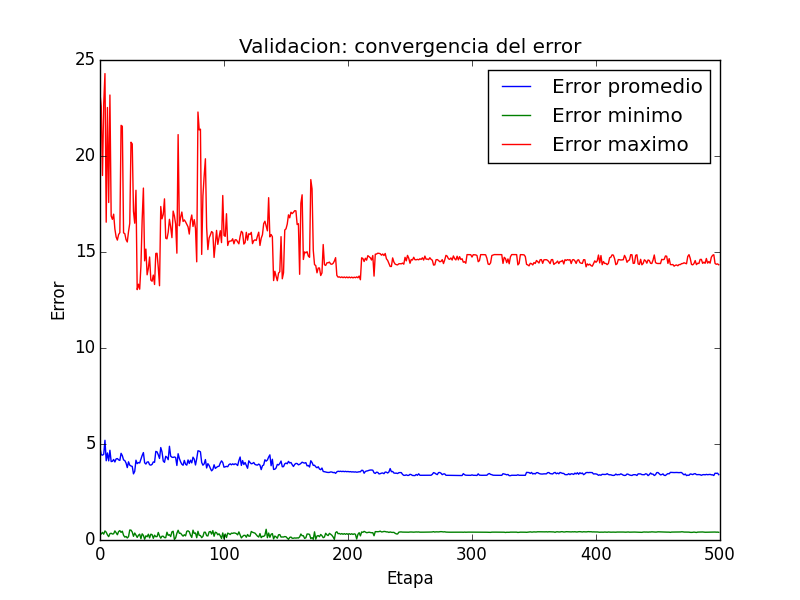 Validacion: convergencia del error
Error promedio
Error minimo
Error maximo
25
20
15
10
5
0
Error
0 100 200 300 400 500
Etapa